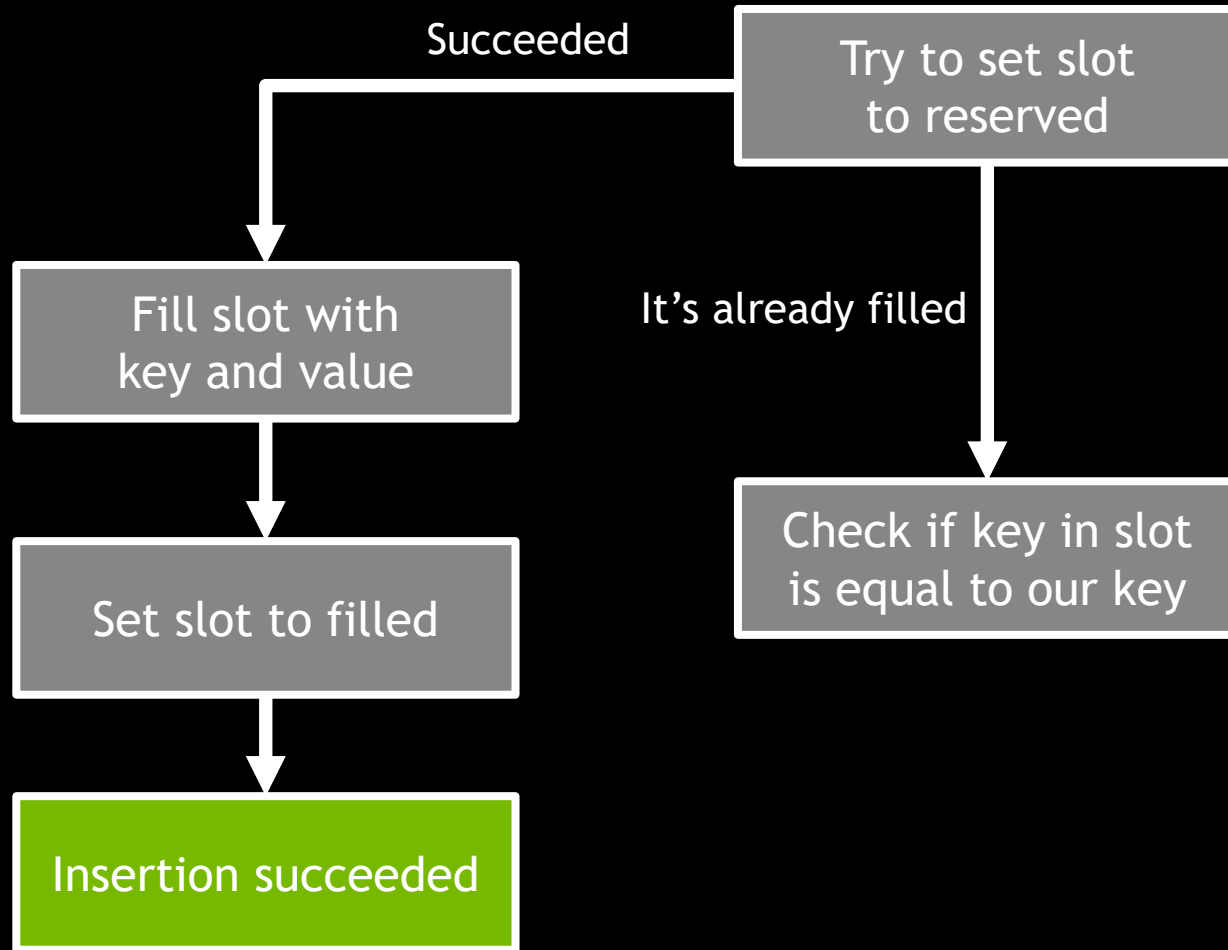 Succeeded
Try to set slot
to reserved
Fill slot with
key and value
It’s already filled
Check if key in slot
is equal to our key
Set slot to filled
Insertion succeeded